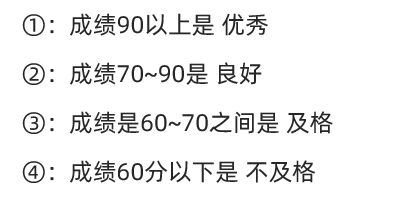 ①：成绩90以上是 优秀
②：成绩70~90是 良好
③：成绩是60~70之间是 及格
④：成绩60分以下是 不及格